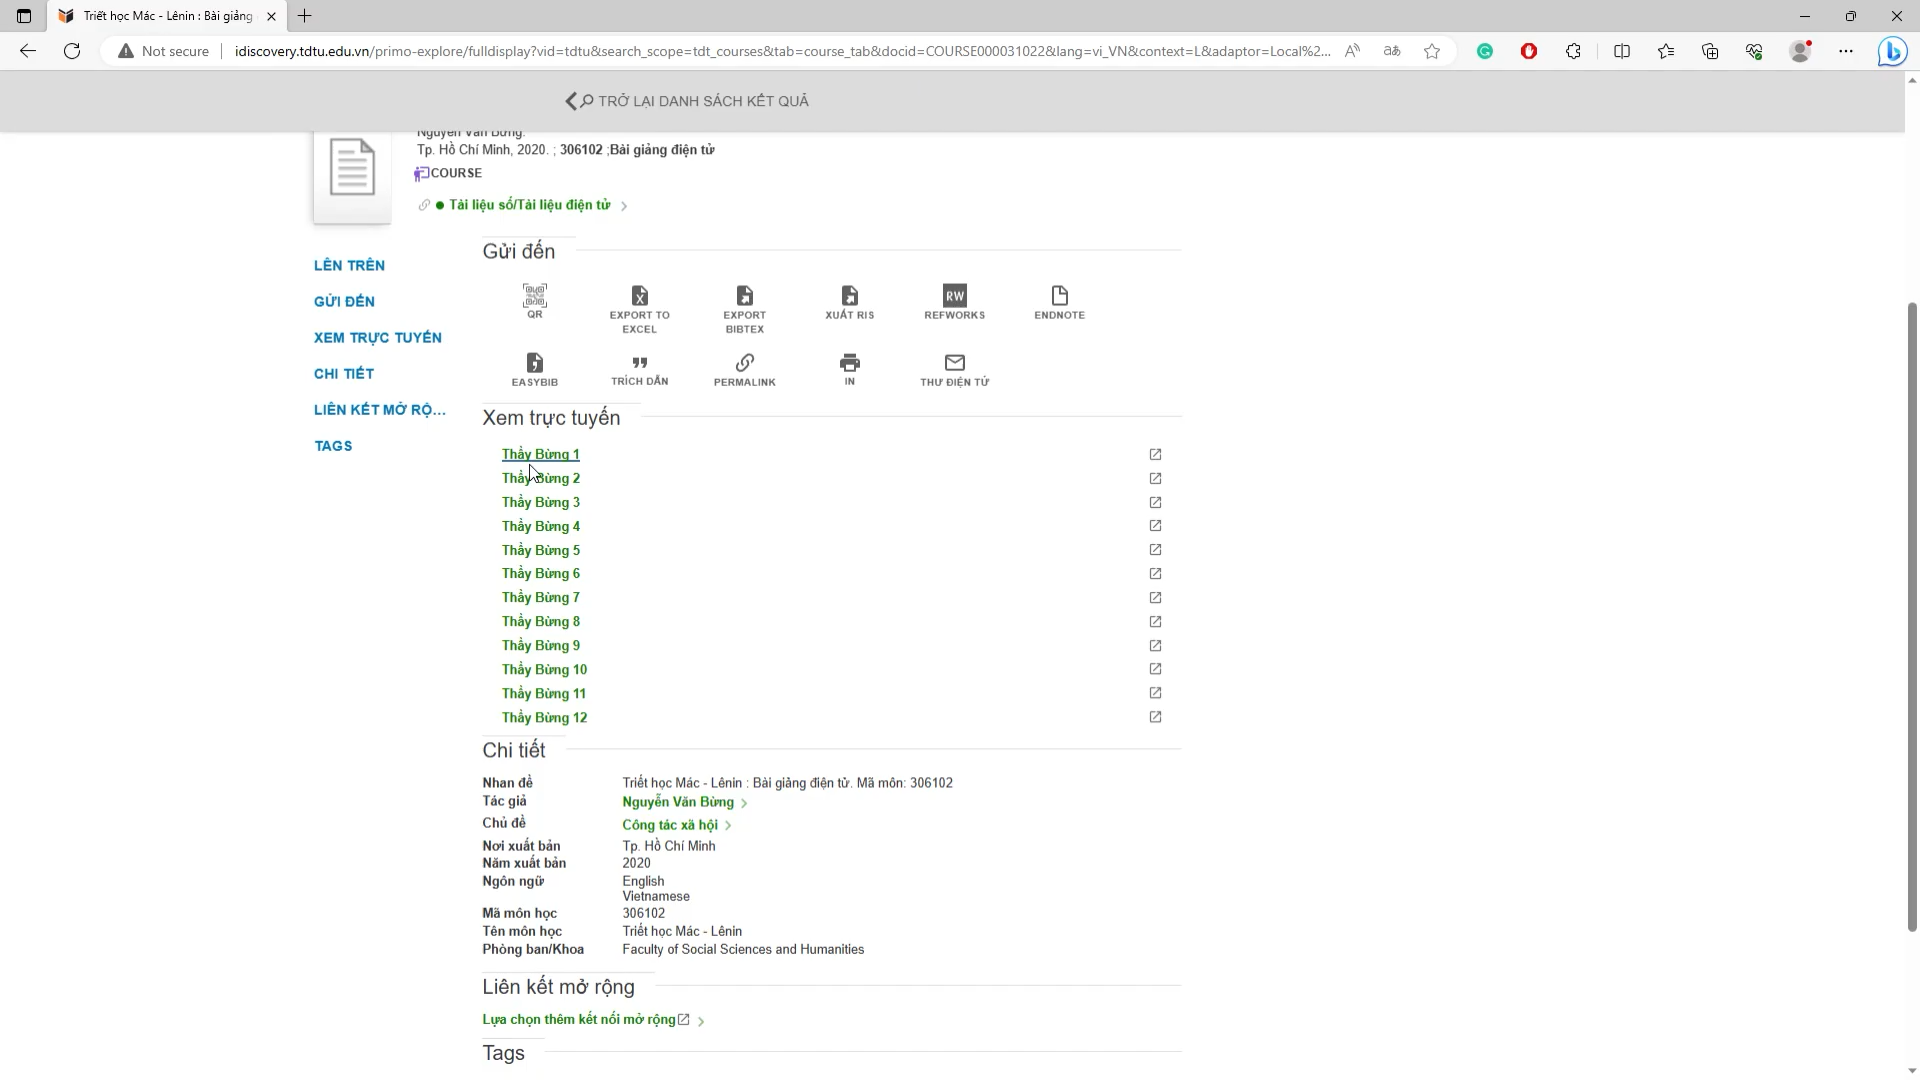 Triết học Mác - Lênin : Bài giảng
Not secure
idiscovery.tdtu.edu.vn/primo-explore/fulldisplay?vid=tdtu&search_scope=tdt_courses&tab=course_tab&docid=COURSE000031022&lang=vi_VN&context=L&adaptor=Local%2...
TRỞ LẠI DANH SÁCH KẾT QUẢ
Nguyễn Văn Bừng.
Tp. Hồ Chí Minh, 2020. ; 306102 ;Bài giảng điện tử
COURSE
Tài liệu số/Tài liệu điện tử
LÊN TRÊN
GỬI ĐẾN
XEM TRỰC TUYẾN
CHI TIẾT
LIÊN KẾT MỞ RỘ...
TAGS
Gửi đến
QR
EXPORT TO EXCEL
EXPORT BIBTEX
XUẤT RIS
RW
REFWORKS
ENDNOTE
EASYBIB
TRÍCH DẪN
PERMALINK
IN
THƯ ĐIỆN TỬ
Xem trực tuyến
Thầy Bừng 1
Thầy Bừng 2
Thầy Bừng 3
Thầy Bừng 4
Thầy Bừng 5
Thầy Bừng 6
Thầy Bừng 7
Thầy Bừng 8
Thầy Bừng 9
Thầy Bừng 10
Thầy Bừng 11
Thầy Bừng 12
Chi tiết
Nhan đề Triết học Mác - Lênin : Bài giảng điện tử. Mã môn: 306102
Tác giả Nguyễn Văn Bừng
Chủ đề Công tác xã hội
Nơi xuất bản Tp. Hồ Chí Minh
Năm xuất bản 2020
Ngôn ngữ English
Vietnamese
Mã môn học 306102
Tên môn học Triết học Mác - Lênin
Phòng ban/Khoa Faculty of Social Sciences and Humanities
Liên kết mở rộng
Lựa chọn thêm kết nối mở rộng
Tags